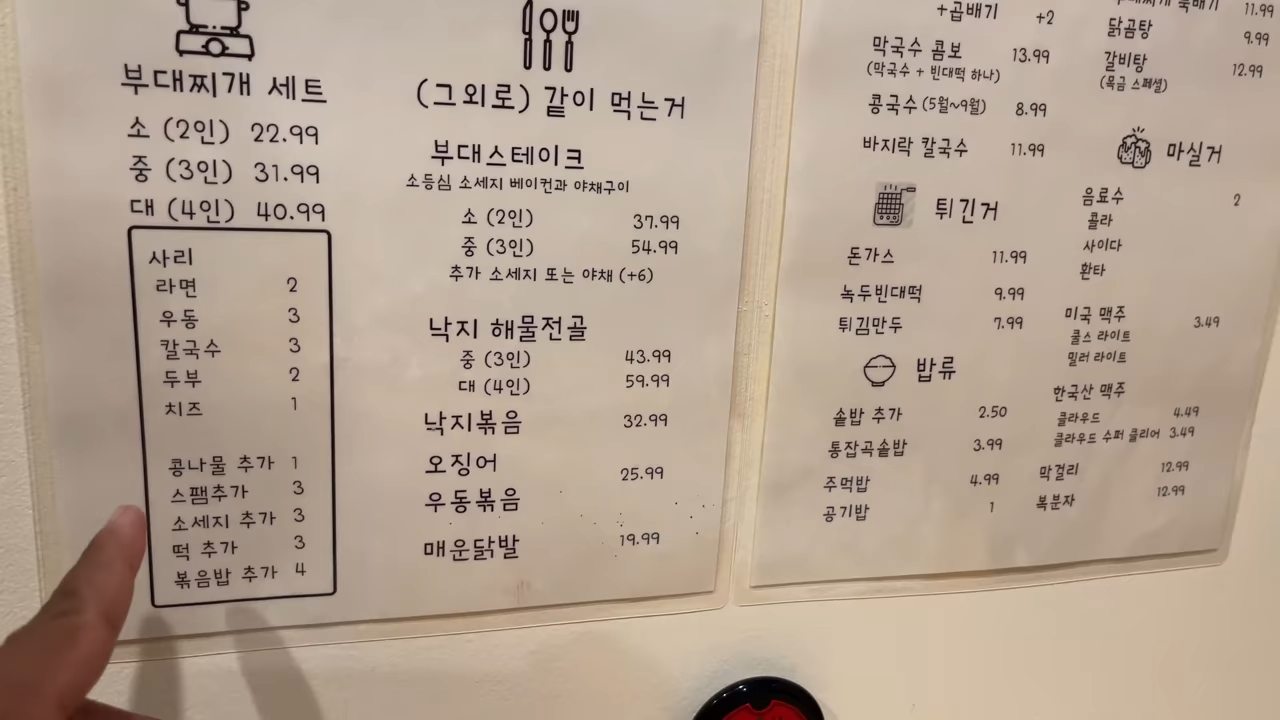 부대찌개 세트
소 (2인) 22.99
중 (3인) 31.99
대 (4인) 40.99
사리
라면 2
우동 3
칼국수 3
두부 2
치즈 1
콩나물 추가 1
스팸추가 3
소세지 추가 3
떡 추가 3
볶음밥 추가 4
(그외로) 같이 먹는거
부대스테이크
소등심 소세지 베이컨과 야채구이
소 (2인) 37.99
중 (3인) 54.99
추가 소세지 또는 야채 (+6)
낙지 해물전골
중 (3인) 43.99
대 (4인) 59.99
낙지볶음 32.99
오징어
우동볶음 25.99
매운닭발 19.99
+곱배기 +2
막국수 콤보 13.99
(막국수 + 빈대떡 하나)
콩국수 (5월~9월) 8.99
바지락 칼국수 11.99
튀긴거
돈가스 11.99
녹두빈대떡 9.99
튀김만두 7.99
밥류
솥밥 추가 2.50
통잡곡솥밥 3.99
주먹밥 4.99
공기밥 1
11.99
닭곰탕 9.99
갈비탕 12.99
(목금 스페셜)
마실거
음료수 2
콜라
사이다
환타
미국 맥주 3.49
쿨스 라이트
밀러 라이트
한국산 맥주
클라우드 4.49
클라우드 수퍼 클리어 3.49
막걸리 12.99
복분자 12.99